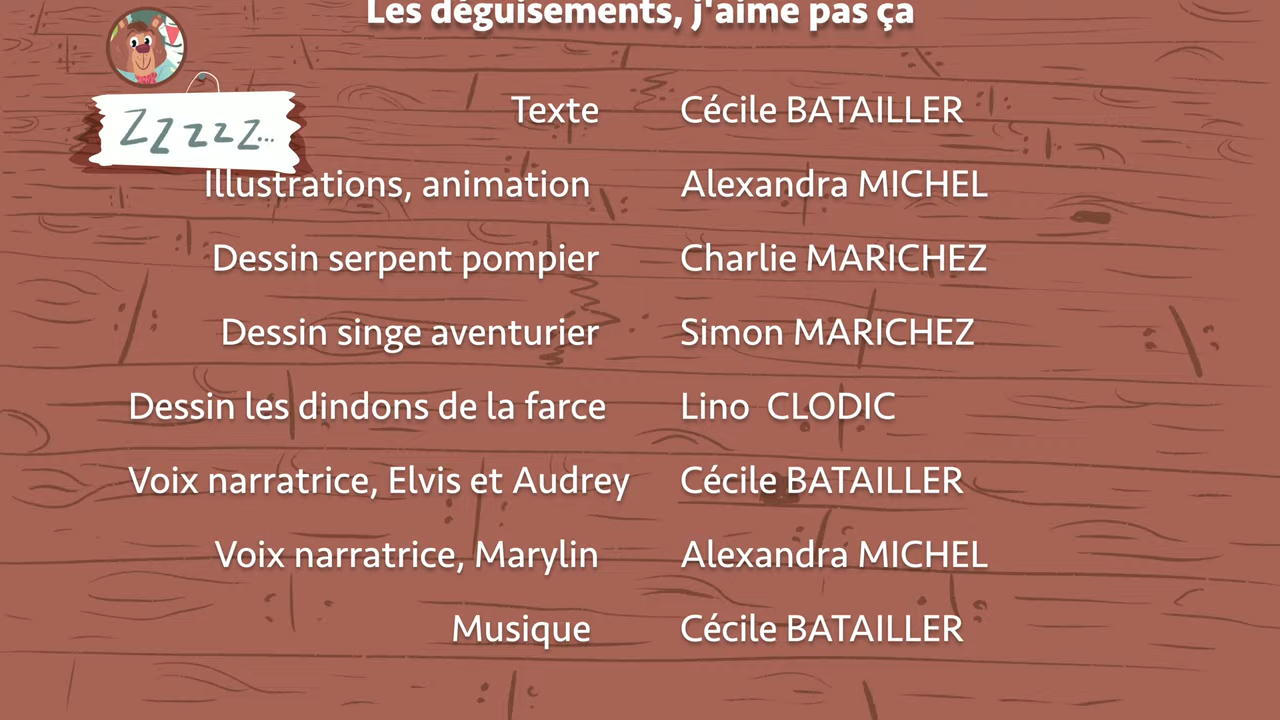 Les déguisements, j'aime pas ça
Zzzzz...
Texte Cécile BATAILLER
Illustrations, animation Alexandra MICHEL
Dessin serpent pompier Charlie MARICHEZ
Dessin singe aventurier Simon MARICHEZ
Dessin les dindons de la farce Lino CLODIC
Voix narratrice, Elvis et Audrey Cécile BATAILLER
Voix narratrice, Marylin Alexandra MICHEL
Musique Cécile BATAILLER